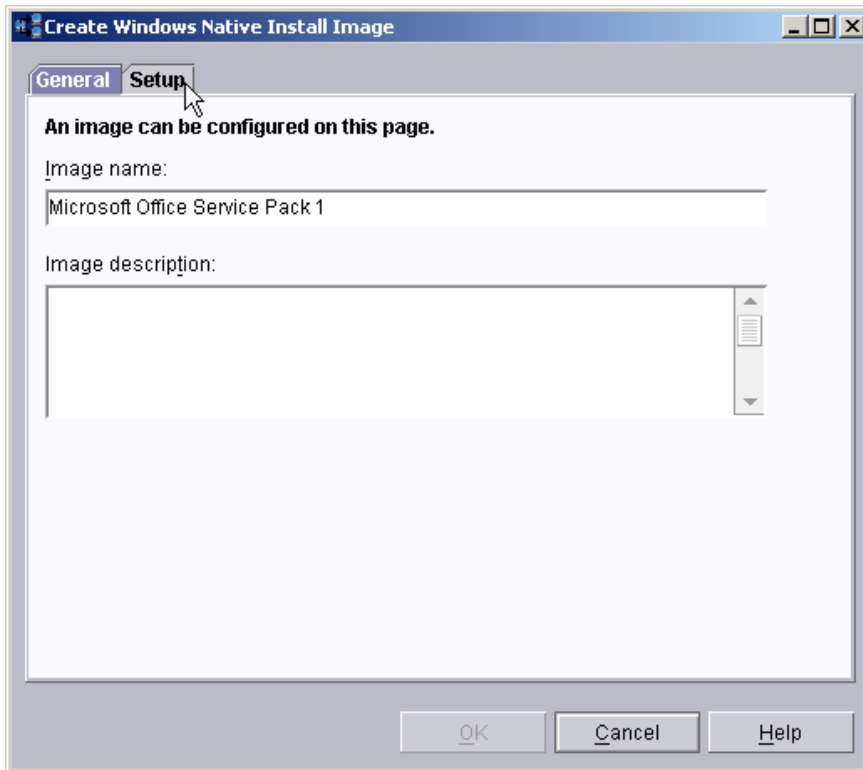 Create Windows Native Install Image
General Setup
An image can be configured on this page.
Image name:
Microsoft Office Service Pack 1
Image description:
OK Cancel Help